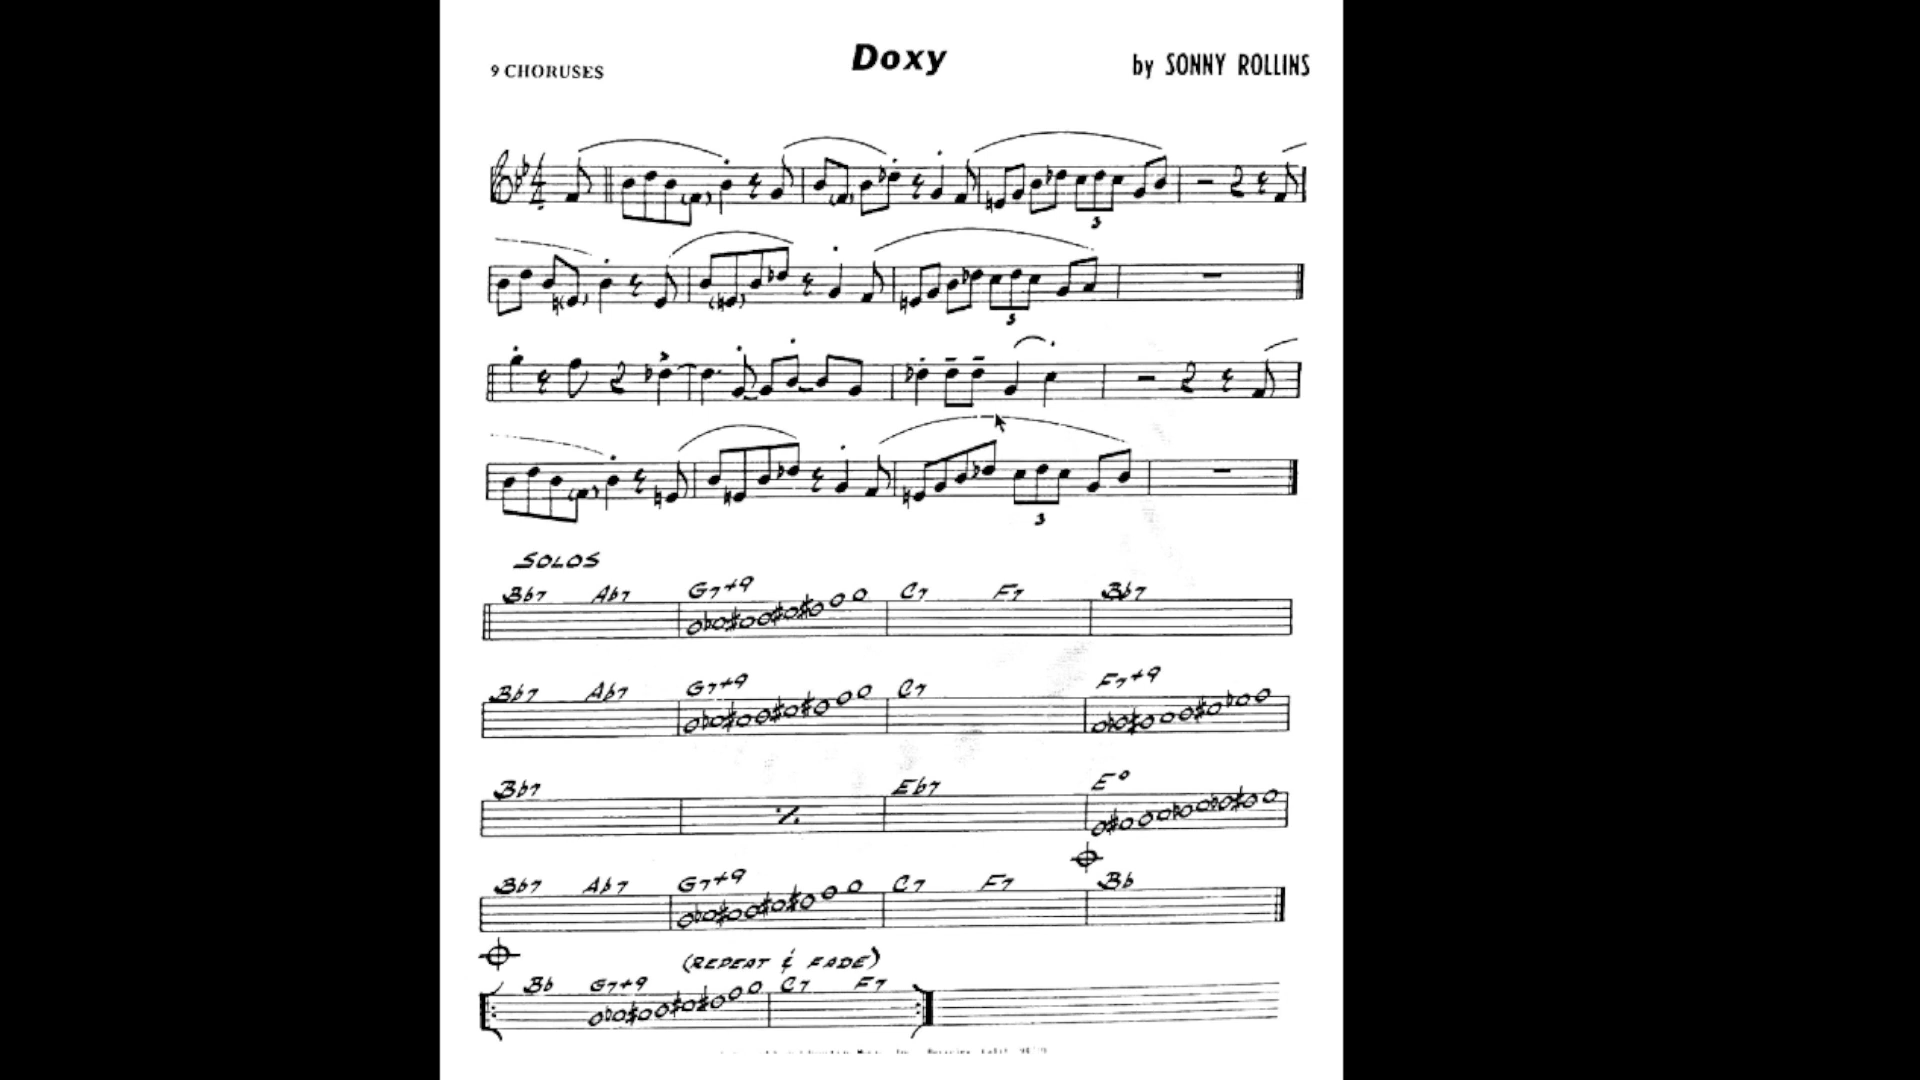 Doxy
9 CHORUSES
by SONNY ROLLINS
3
3
3
SOLOS
Bb7 Ab7 G7+9 C7 F7 Bb7
Bb7 Ab7 G7+9 C7 F7+9
Bb7 Eb7 E°
Bb7 Ab7 G7+9 C7 F7 Bb
(REPEAT & FADE)
Bb G7+9 C7 F7